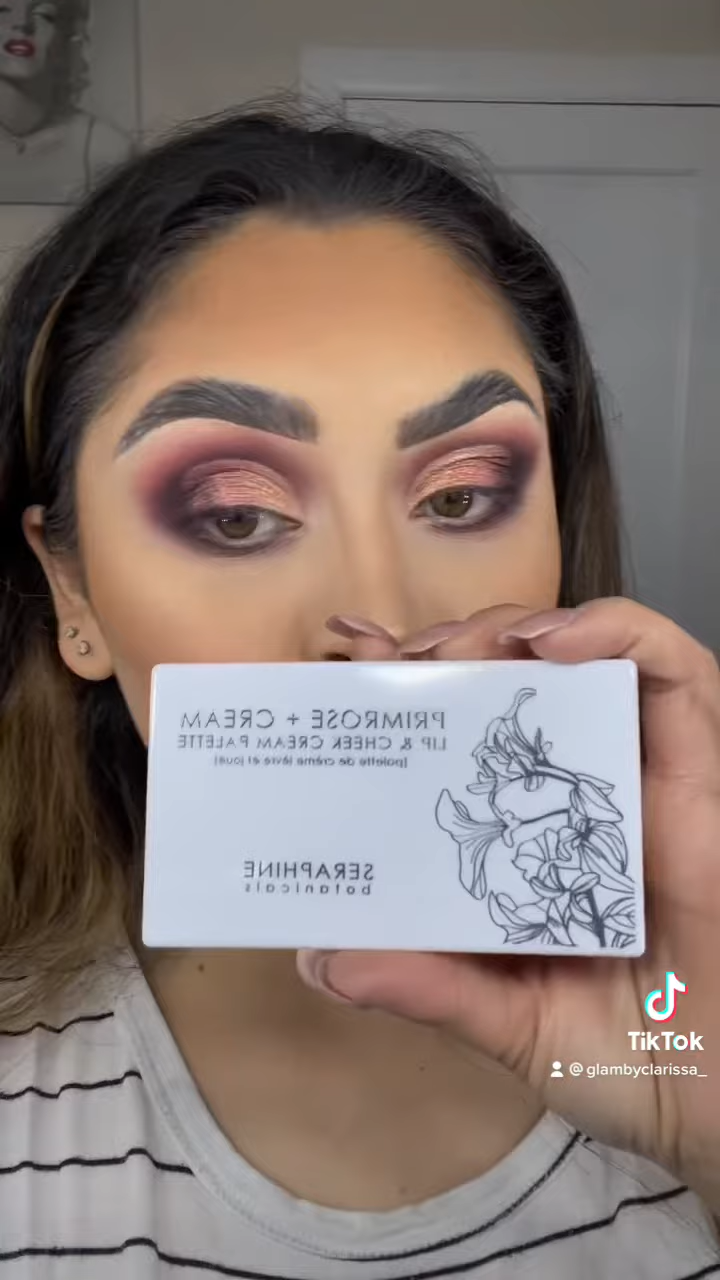 PRIMROSE + CREAM
LIP & CHEEK CREAM PALETTE
[palette de crème lèvre et joue]
SERAPHINE
botanicals
TikTok
@glambyclarissa_